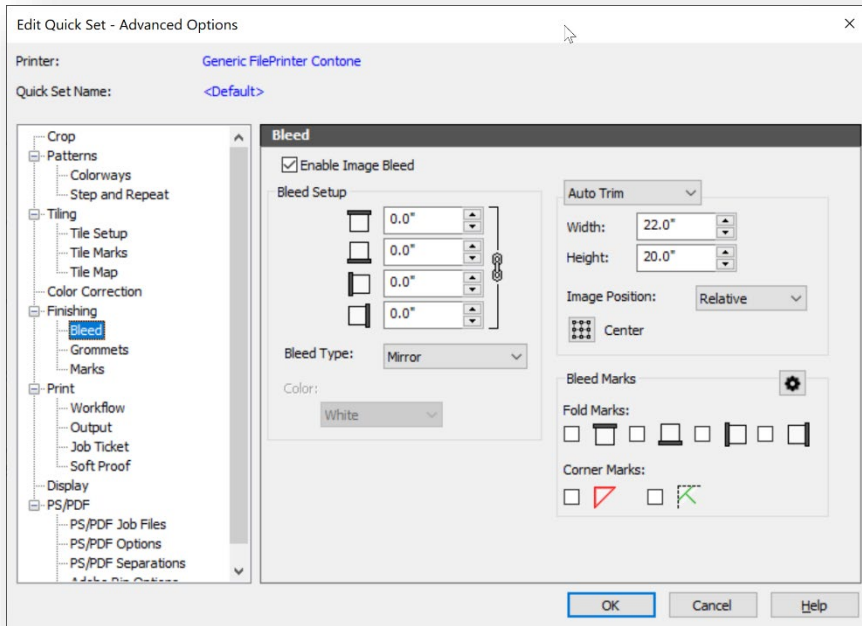 Edit Quick Set - Advanced Options
Printer: Generic FilePrinter Contone
Quick Set Name: <Default>
Crop
Patterns
Colorways
Step and Repeat
Tiling
Tile Setup
Tile Marks
Tile Map
Color Correction
Finishing
Bleed
Grommets
Marks
Print
Workflow
Output
Job Ticket
Soft Proof
Display
PS/PDF
PS/PDF Job Files
PS/PDF Options
PS/PDF Separations
Bleed
Enable Image Bleed
Bleed Setup
0.0"
0.0"
0.0"
0.0"
Bleed Type: Mirror
Color:
White
Auto Trim
Width: 22.0"
Height: 20.0"
Image Position: Relative
Center
Bleed Marks
Fold Marks:
Corner Marks:
OK Cancel Help